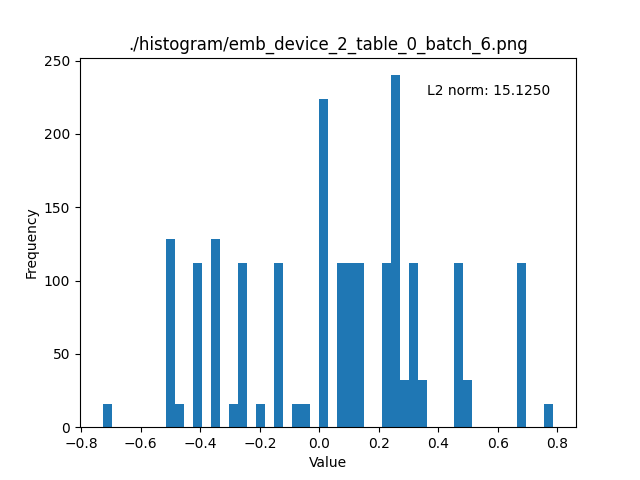 ./histogram/emb_device_2_table_0_batch_6.png
L2 norm: 15.1250
Frequency
250
200
150
100
50
0
−0.8 −0.6 −0.4 −0.2 0.0 0.2 0.4 0.6 0.8
Value